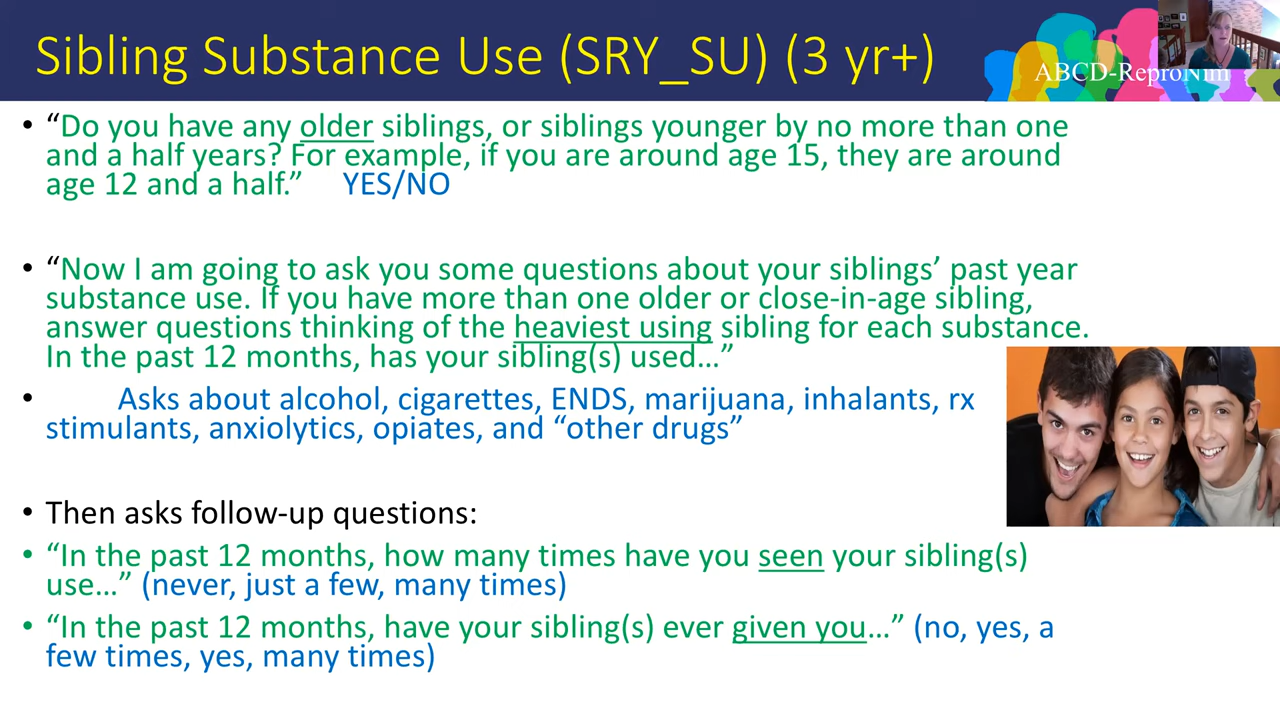 Sibling Substance Use (SRY_SU) (3 yr+)
ABCD-ReproNim
• “Do you have any older siblings, or siblings younger by no more than one
and a half years? For example, if you are around age 15, they are around
age 12 and a half.” YES/NO
• “Now I am going to ask you some questions about your siblings’ past year
substance use. If you have more than one older or close-in-age sibling,
answer questions thinking of the heaviest using sibling for each substance.
In the past 12 months, has your sibling(s) used…”
• Asks about alcohol, cigarettes, ENDS, marijuana, inhalants, rx
stimulants, anxiolytics, opiates, and “other drugs”
• Then asks follow-up questions:
• “In the past 12 months, how many times have you seen your sibling(s)
use…” (never, just a few, many times)
• “In the past 12 months, have your sibling(s) ever given you…” (no, yes, a
few times, yes, many times)